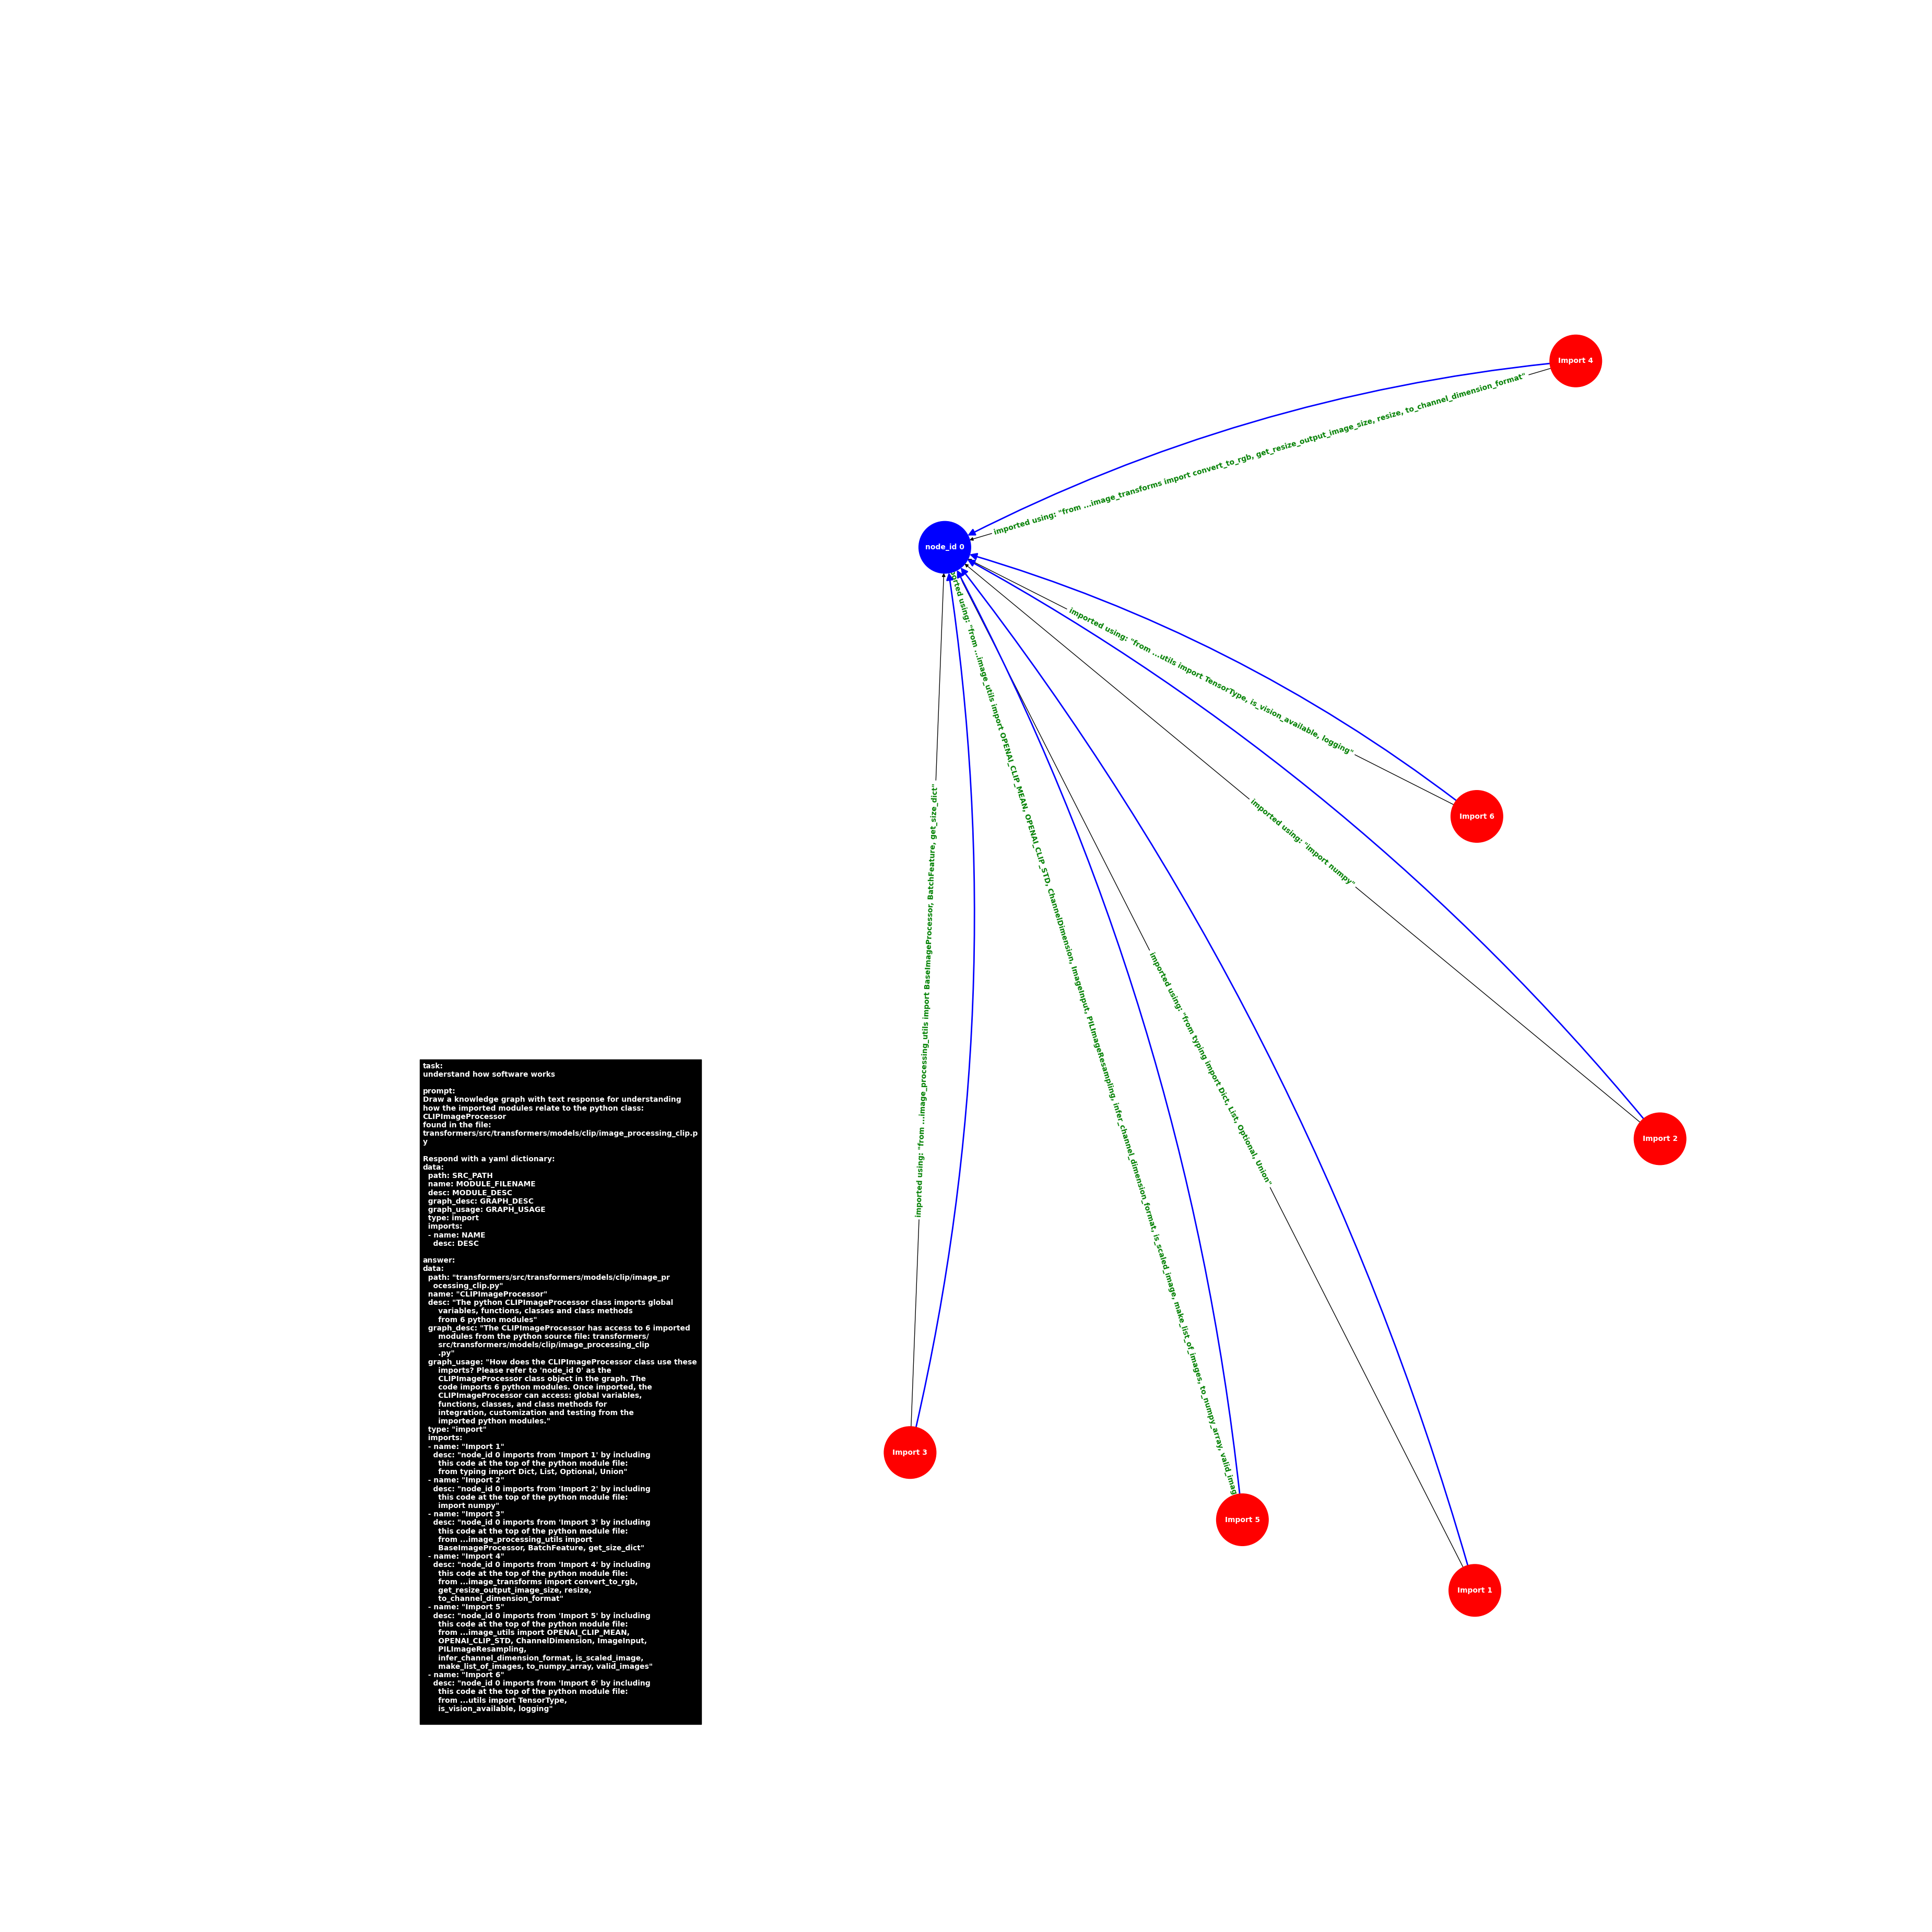 Import 4
imported using: "from ...image_transforms import convert_to_rgb, get_resize_output_image_size, resize, to_channel_dimension_format"
node_id 0
imported using: "from ...utils import TensorType, is_vision_available, logging"
Import 6
imported using: "import numpy"
Import 2
imported using: "from ...image_processing_utils import BaseImageProcessor, BatchFeature, get_size_dict"
Import 3
using: "from ...image_utils import OPENAI_CLIP_MEAN, OPENAI_CLIP_STD, ChannelDimension, ImageInput, PILImageResampling, infer_channel_dimension_format, is_scaled_image, make_list_of_images, to_numpy_array, valid_imag
Import 5
imported using: "from typing import Dict, List, Optional, Union"
Import 1
task:
understand how software works
prompt:
Draw a knowledge graph with text response for understanding
how the imported modules relate to the python class:
CLIPImageProcessor
found in the file:
transformers/src/transformers/models/clip/image_processing_clip.p
y
Respond with a yaml dictionary:
data:
path: SRC_PATH
name: MODULE_FILENAME
desc: MODULE_DESC
graph_desc: GRAPH_DESC
graph_usage: GRAPH_USAGE
type: import
imports:
- name: NAME
desc: DESC
answer:
data:
path: "transformers/src/transformers/models/clip/image_pr
ocessing_clip.py"
name: "CLIPImageProcessor"
desc: "The python CLIPImageProcessor class imports global
variables, functions, classes and class methods
from 6 python modules"
graph_desc: "The CLIPImageProcessor has access to 6 imported
modules from the python source file: transformers/
src/transformers/models/clip/image_processing_clip
.py"
graph_usage: "How does the CLIPImageProcessor class use these
imports? Please refer to 'node_id 0' as the
CLIPImageProcessor class object in the graph. The
code imports 6 python modules. Once imported, the
CLIPImageProcessor can access: global variables,
functions, classes, and class methods for
integration, customization and testing from the
imported python modules."
type: "import"
imports:
- name: "Import 1"
desc: "node_id 0 imports from 'Import 1' by including
this code at the top of the python module file:
from typing import Dict, List, Optional, Union"
- name: "Import 2"
desc: "node_id 0 imports from 'Import 2' by including
this code at the top of the python module file:
import numpy"
- name: "Import 3"
desc: "node_id 0 imports from 'Import 3' by including
this code at the top of the python module file:
from ...image_processing_utils import
BaseImageProcessor, BatchFeature, get_size_dict"
- name: "Import 4"
desc: "node_id 0 imports from 'Import 4' by including
this code at the top of the python module file:
from ...image_transforms import convert_to_rgb,
get_resize_output_image_size, resize,
to_channel_dimension_format"
- name: "Import 5"
desc: "node_id 0 imports from 'Import 5' by including
this code at the top of the python module file:
from ...image_utils import OPENAI_CLIP_MEAN,
OPENAI_CLIP_STD, ChannelDimension, ImageInput,
PILImageResampling,
infer_channel_dimension_format, is_scaled_image,
make_list_of_images, to_numpy_array, valid_images"
- name: "Import 6"
desc: "node_id 0 imports from 'Import 6' by including
this code at the top of the python module file:
from ...utils import TensorType,
is_vision_available, logging"